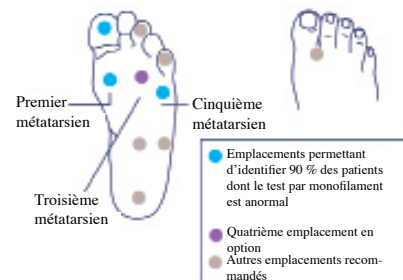 Premier
métatarsien
Cinquième
métatarsien
Troisième
métatarsien
Emplacements permettant
d'identifier 90 % des patients
dont le test par monofilament
est anormal
Quatrième emplacement en
option
Autres emplacements recom-
mandés